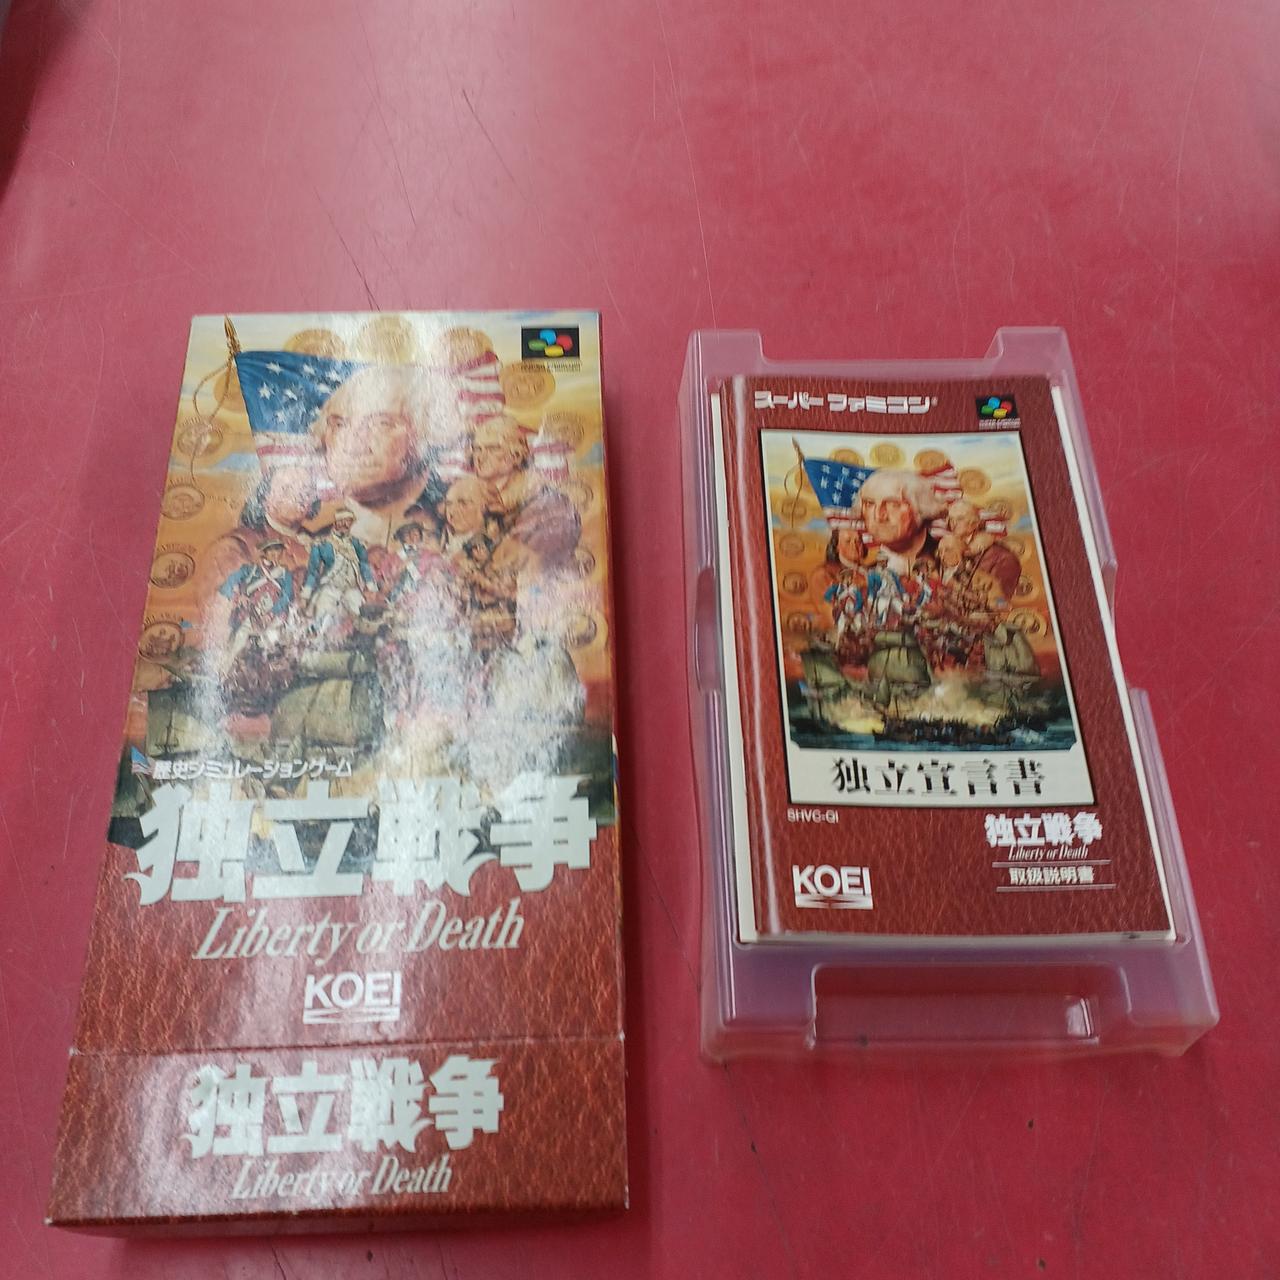 歴史シミュレーションゲーム
独立戦争
Liberty or Death
KOEI
独立戦争
Liberty or Death
スーパーファミコン
独立宣言書
SHVC-QI
独立戦争
Liberty or Death
取扱説明書
KOEI